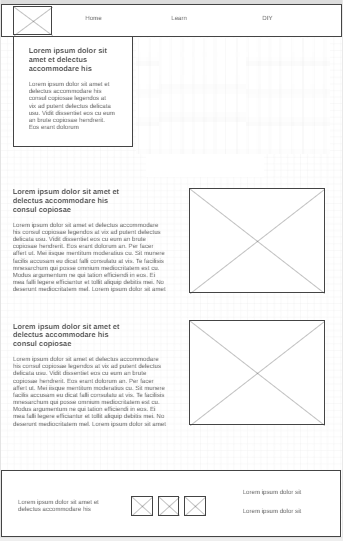 Home Learn DIY
Lorem ipsum dolor sit
amet et delectus
accommodare his
Lorem ipsum dolor sit amet et
delectus accommodare his
consul copiosae legendos at
vix ad putent delectus delicata
usu. Vidit dissentiet eos cu eum
an brute copiosae hendrerit.
Eos erant dolorum
Lorem ipsum dolor sit amet et
delectus accommodare his
consul copiosae
Lorem ipsum dolor sit amet et delectus accommodare
his consul copiosae legendos at vix ad putent delectus
delicata usu. Vidit dissentiet eos cu eum an brute
copiosae hendrerit. Eos erant dolorum an. Per facer
affert ut. Mei iisque mentitum moderatius cu. Sit munere
facilis accusam eu dicat falli consulatu at vis. Te facilisis
mnesarchum qui posse omnium mediocritatem est cu.
Modus argumentum ne qui tation efficiendi in eos. Ei
mea falli legere efficiantur et tollit aliquip debitis mei. No
deserunt mediocritatem mel. Lorem ipsum dolor sit amet
Lorem ipsum dolor sit amet et
delectus accommodare his
consul copiosae
Lorem ipsum dolor sit amet et delectus accommodare
his consul copiosae legendos at vix ad putent delectus
delicata usu. Vidit dissentiet eos cu eum an brute
copiosae hendrerit. Eos erant dolorum an. Per facer
affert ut. Mei iisque mentitum moderatius cu. Sit munere
facilis accusam eu dicat falli consulatu at vis. Te facilisis
mnesarchum qui posse omnium mediocritatem est cu.
Modus argumentum ne qui tation efficiendi in eos. Ei
mea falli legere efficiantur et tollit aliquip debitis mei. No
deserunt mediocritatem mel. Lorem ipsum dolor sit amet
Lorem ipsum dolor sit amet et
delectus accommodare his
Lorem ipsum dolor sit
Lorem ipsum dolor sit